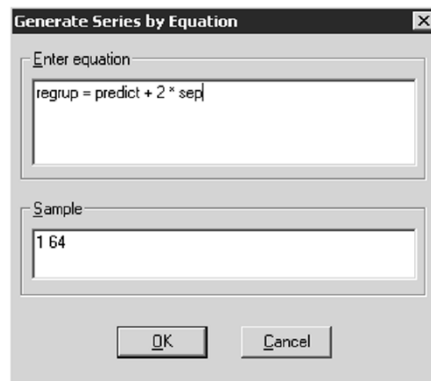 Generate Series by Equation
Enter equation
regrup = predict + 2 * sep
Sample
1 64
OK
Cancel